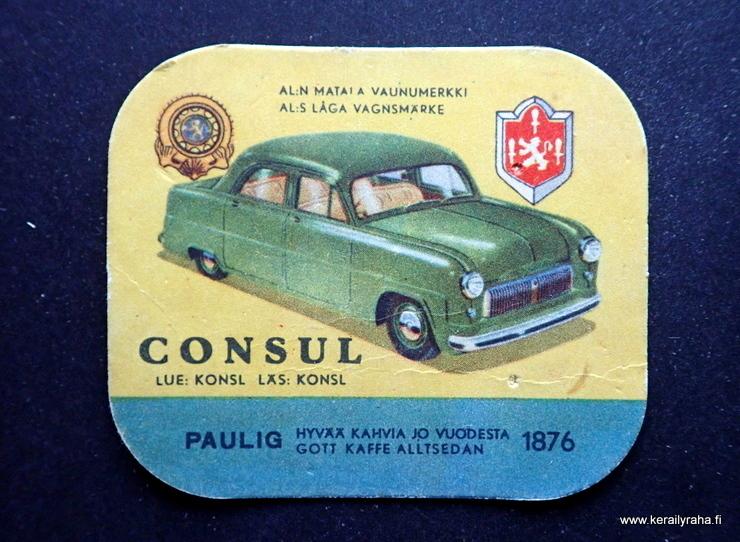 AL:N MATALA VAUNUMERKKI
AL:S LÅGA VAGNSMÄRKE
CONSUL
LUE: KONSL LÄS: KONSL
PAULIG
HYVÄÄ KAHVIA JO VUODESTA
GOTT KAFFE ALLTSEDAN
1876
www.kerailyraha.fi